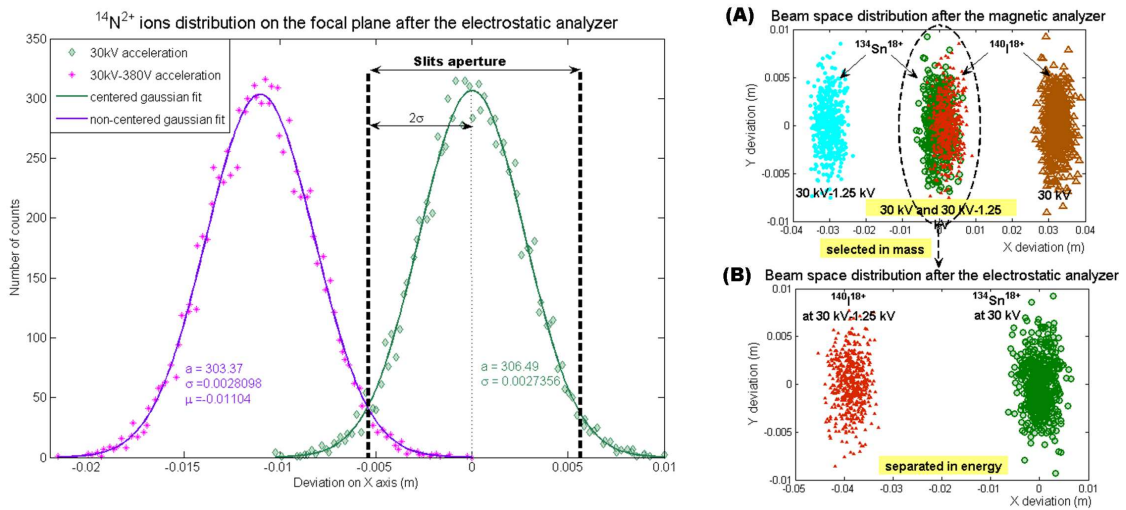 ¹⁴N²⁺ ions distribution on the focal plane after the electrostatic analyzer
350
300
250
200
150
100
50
0
Number of counts
30kV acceleration
30kV-380V acceleration
centered gaussian fit
non-centered gaussian fit
Slits aperture
2σ
a = 303.37
σ = 0.0028098
μ =-0.01104
a = 306.49
σ = 0.0027356
-0.02
-0.015
-0.01
-0.005
0
0.005
0.01
Deviation on X axis (m)
(A)
Beam space distribution after the magnetic analyzer
0.01
0.005
0
-0.005
-0.01
Y deviation (m)
¹³⁴Sn¹⁸⁺
¹⁴⁰I¹⁸⁺
30 kV-1.25 kV
30 kV and 30 kV-1.25
kV
30 kV
-0.04
-0.03
-0.02
-0.01
0
0.01
0.02
0.03
0.04
X deviation (m)
selected in mass
(B)
Beam space distribution after the electrostatic analyzer
0.01
0.005
0
0.005
-0.01
Y deviation (m)
¹⁴⁰I¹⁸⁺
at 30 kV-1.25 kV
¹³⁴Sn¹⁸⁺
at 30 kV
separated in energy
-0.05
-0.04
-0.03
-0.02
-0.01
0
0.01
X deviation (m)